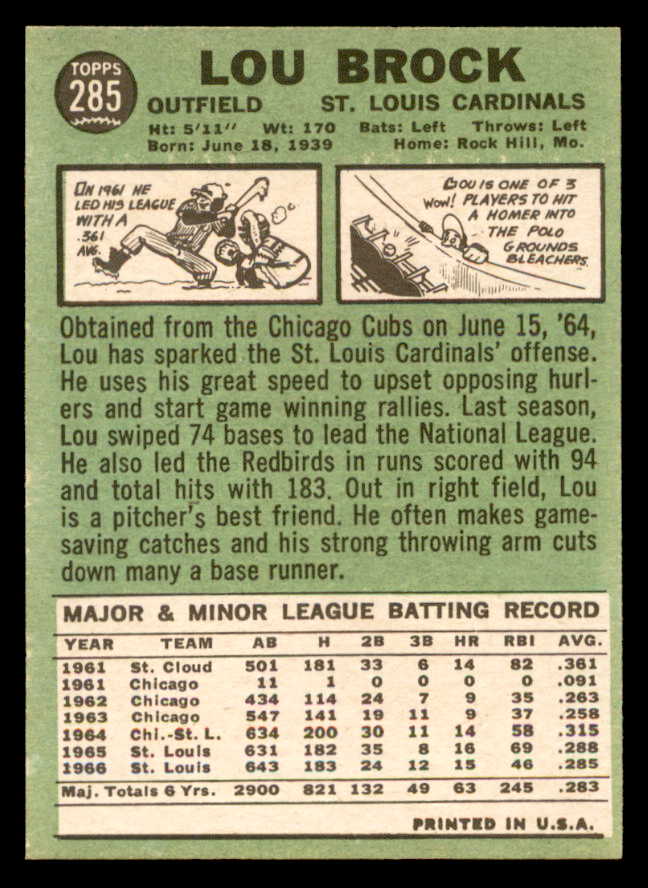 TOPPS
285
LOU BROCK
OUTFIELD ST. LOUIS CARDINALS
Ht: 5'11" Wt: 170 Bats: Left Throws: Left
Born: June 18, 1939 Home: Rock Hill, Mo.
ON 1961 HE
LED HIS LEAGUE
WITH A
.361
AVG.
LOU IS ONE OF 3
WOW! PLAYERS TO HIT
A HOMER INTO
THE POLO
GROUNDS
BLEACHERS.
Obtained from the Chicago Cubs on June 15, '64,
Lou has sparked the St. Louis Cardinals' offense.
He uses his great speed to upset opposing hurl-
ers and start game winning rallies. Last season,
Lou swiped 74 bases to lead the National League.
He also led the Redbirds in runs scored with 94
and total hits with 183. Out in right field, Lou
is a pitcher's best friend. He often makes game-
saving catches and his strong throwing arm cuts
down many a base runner.
MAJOR & MINOR LEAGUE BATTING RECORD
YEAR TEAM AB H 2B 3B HR RBI AVG.
1961 St. Cloud 501 181 33 6 14 82 .361
1961 Chicago 11 1 0 0 0 0 .091
1962 Chicago 434 114 24 7 9 35 .263
1963 Chicago 547 141 19 11 9 37 .258
1964 Chi.-St. L. 634 200 30 11 14 58 .315
1965 St. Louis 631 182 35 8 16 69 .288
1966 St. Louis 643 183 24 12 15 46 .285
Maj. Totals 6 Yrs. 2900 821 132 49 63 245 .283
PRINTED IN U.S.A.